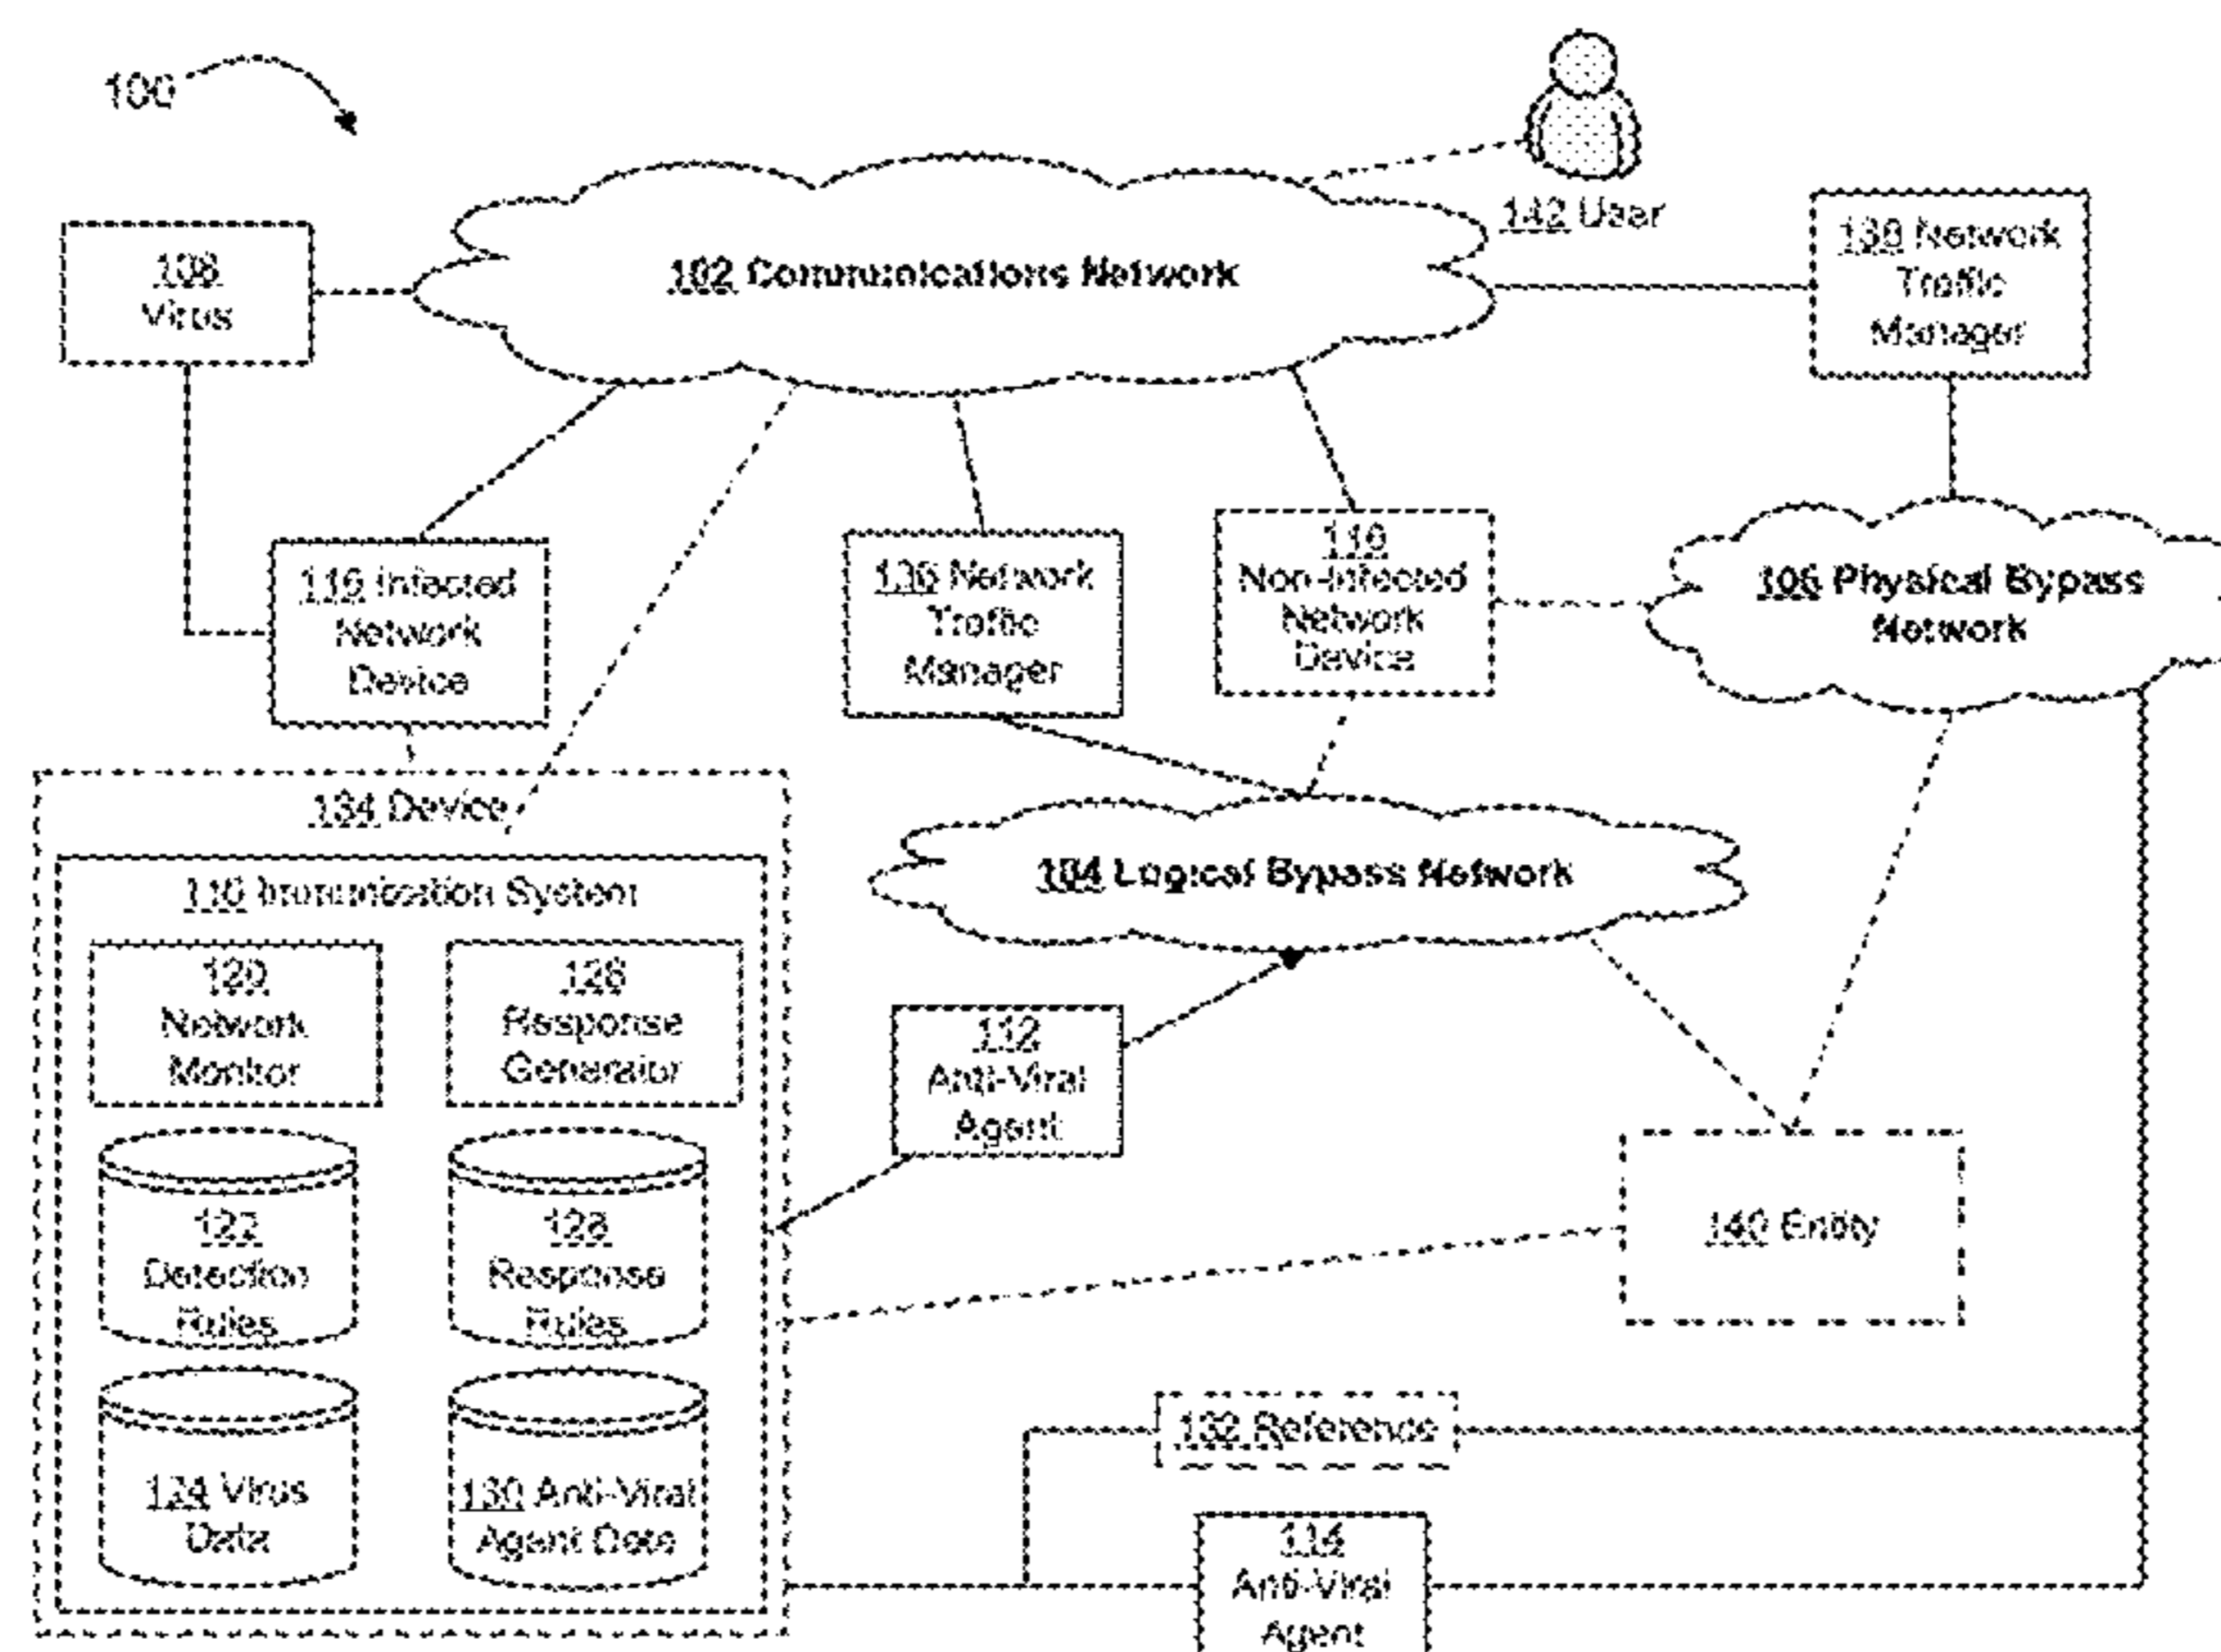 100
142 User
108
Virus
102 Communications Network
138 Network
Traffic
Manager
116 Infected
Network
Device
136 Network
Traffic
Manager
Non-Infected
Network
Device
106 Physical Bypass
Network
134 Device
110 Immunization System
104 Logical Bypass Network
120
Network
Monitor
126
Response
Generator
112
Anti-Viral
Agent
122
Detection
Rules
128
Response
Rules
140 Entity
132 Reference
124 Virus
Data
130 Anti-Viral
Agent Data
114
Anti-Viral
Agent